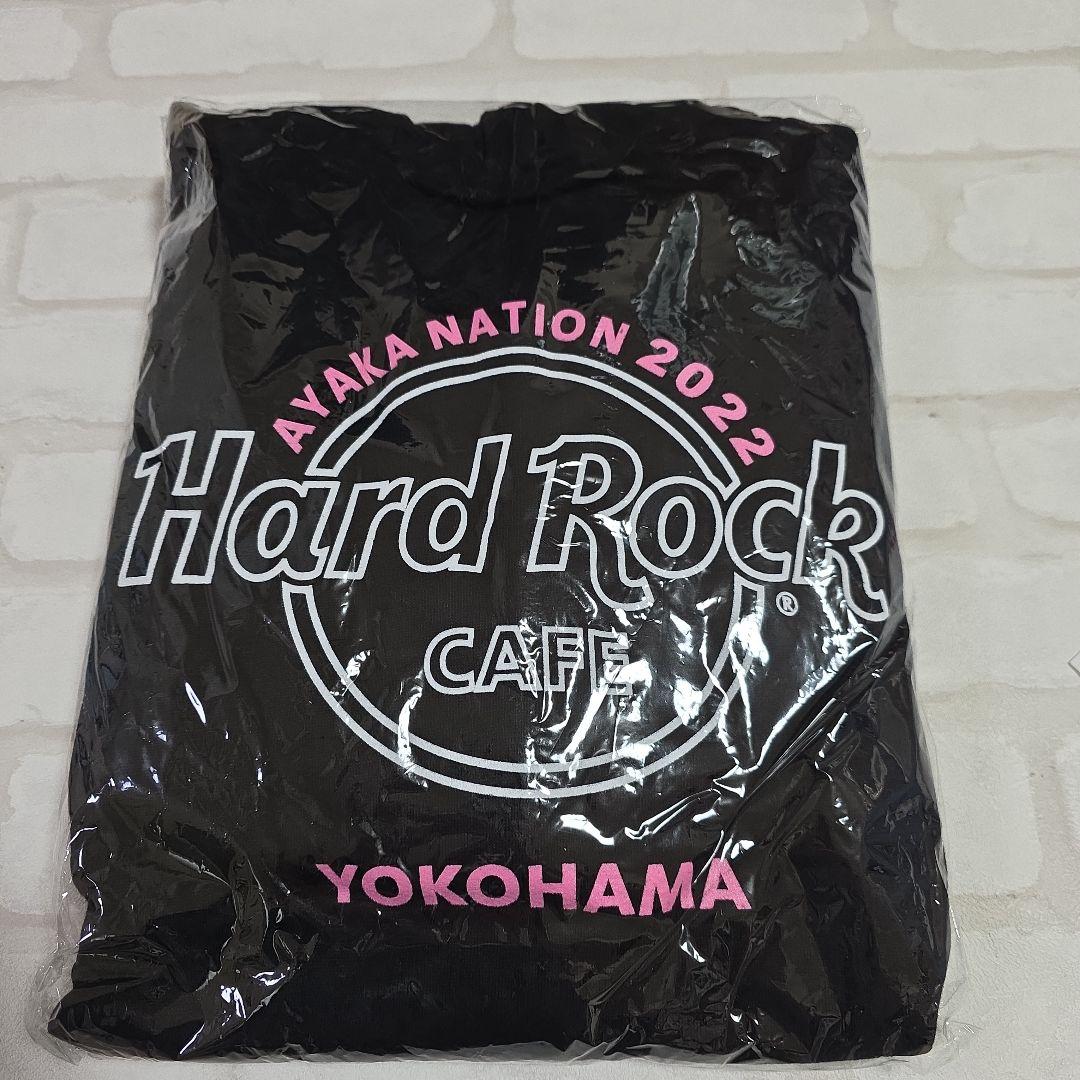 AYAKA NATION 2022
Hard Rock
®
CAFE
YOKOHAMA